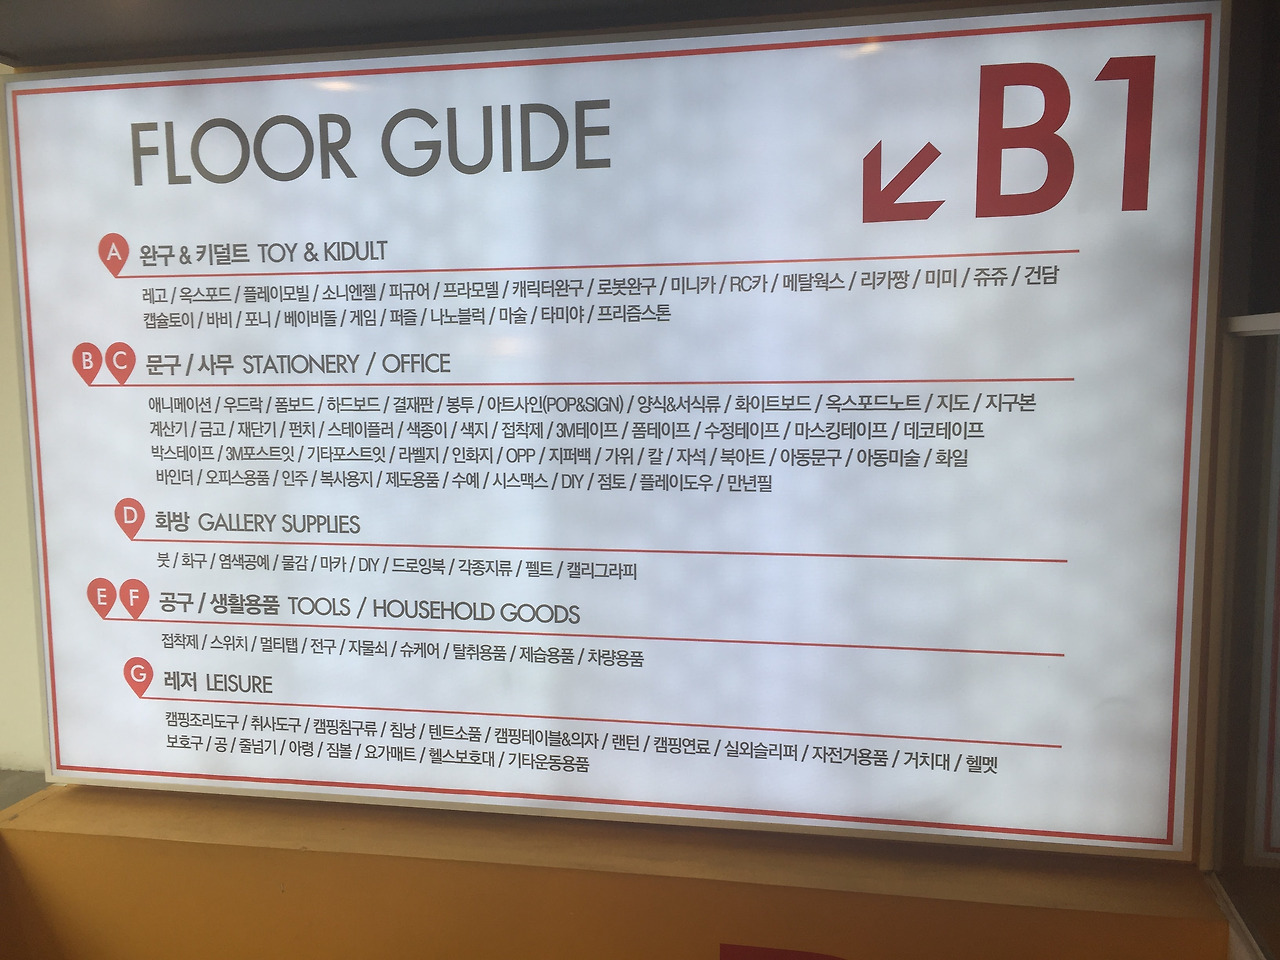 FLOOR GUIDE
B1
A 완구 & 키덜트 TOY & KIDULT
레고 / 옥스포드 / 플레이모빌 / 소니엔젤 / 피규어 / 프라모델 / 캐릭터완구 / 로봇완구 / 미니카 / RC카 / 메탈웍스 / 리카짱 / 미미 / 쥬쥬 / 건담
캡슐토이 / 바비 / 포니 / 베이비돌 / 게임 / 퍼즐 / 나노블럭 / 미술 / 타미야 / 프리즘스톤
B C 문구 / 사무 STATIONERY / OFFICE
애니메이션 / 우드락 / 폼보드 / 하드보드 / 결재판 / 봉투 / 아트사인(POP&SIGN) / 양식&서식류 / 화이트보드 / 옥스포드노트 / 지도 / 지구본
계산기 / 금고 / 재단기 / 펀치 / 스테이플러 / 색종이 / 색지 / 접착제 / 3M테이프 / 폼테이프 / 수정테이프 / 마스킹테이프 / 데코테이프
박스테이프 / 3M포스트잇 / 기타포스트잇 / 라벨지 / 인화지 / OPP / 지퍼백 / 가위 / 칼 / 자석 / 북아트 / 아동문구 / 아동미술 / 화일
바인더 / 오피스용품 / 인주 / 복사용지 / 제도용품 / 수예 / 시스맥스 / DIY / 점토 / 플레이도우 / 만년필
D 화방 GALLERY SUPPLIES
붓 / 화구 / 염색공예 / 물감 / 마카 / DIY / 드로잉북 / 각종지류 / 펠트 / 캘리그라피
E F 공구 / 생활용품 TOOLS / HOUSEHOLD GOODS
접착제 / 스위치 / 멀티탭 / 전구 / 자물쇠 / 슈케어 / 탈취용품 / 제습용품 / 차량용품
G 레저 LEISURE
캠핑조리도구 / 취사도구 / 캠핑침구류 / 침낭 / 텐트소품 / 캠핑테이블&의자 / 랜턴 / 캠핑연료 / 실외슬리퍼 / 자전거용품 / 거치대 / 헬멧
보호구 / 공 / 줄넘기 / 아령 / 짐볼 / 요가매트 / 헬스보호대 / 기타운동용품